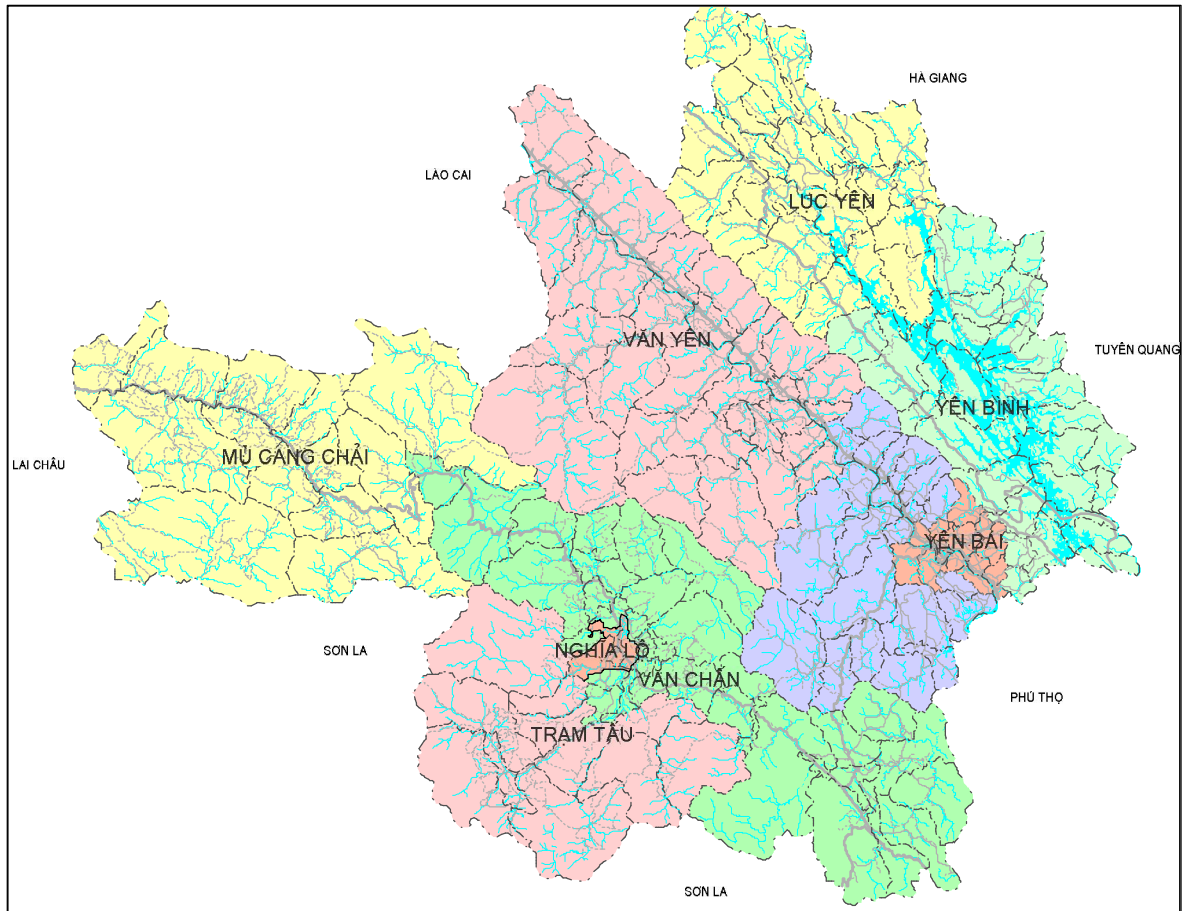 HÀ GIANG
LÀO CAI
LỤC YÊN
VĂN YÊN
TUYÊN QUANG
YÊN BÌNH
MÙ CANG CHẢI
LAI CHÂU
YÊN BÁI
SƠN LA
NGHĨA LỘ
VĂN CHẤN
PHÚ THỌ
TRẠM TẤU
SƠN LA